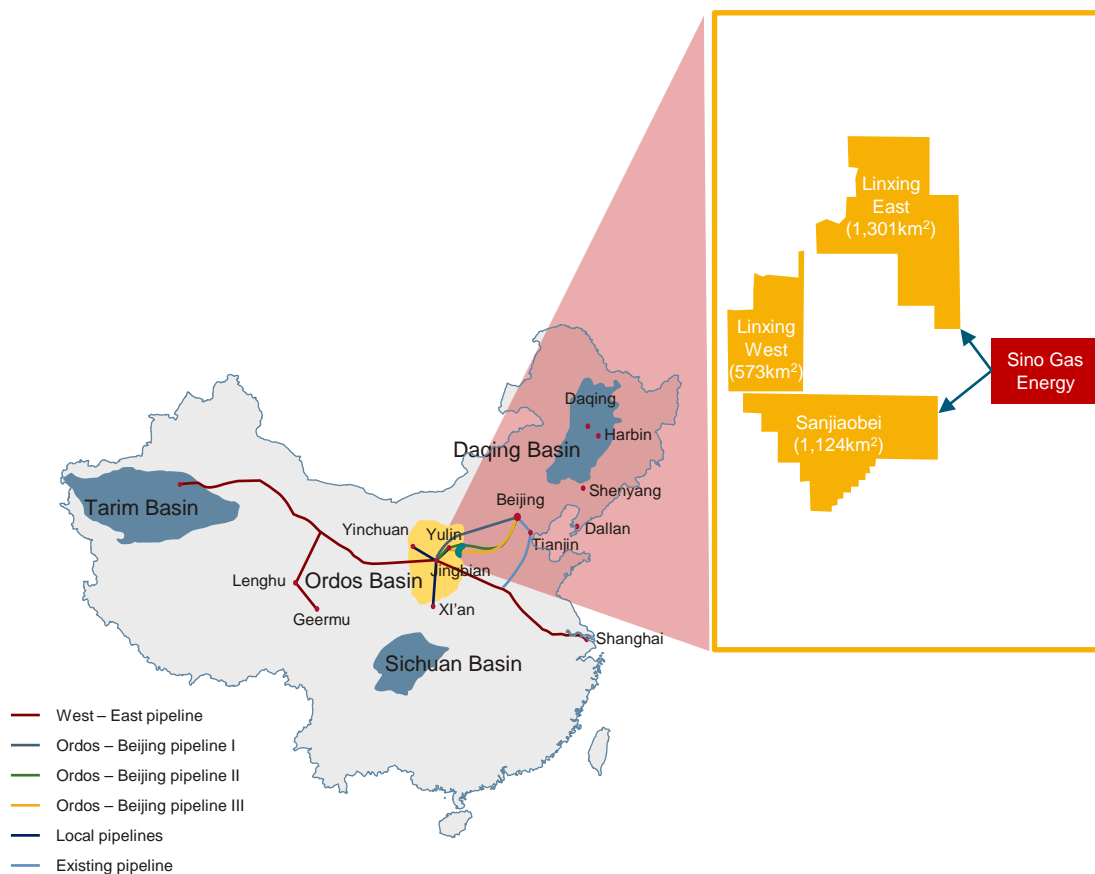 Linxing
East
(1,301km²)
Linxing
West
(573km²)
Sino Gas
Energy
Sanjiaobei
(1,124km²)
Daqing
Harbin
Daqing Basin
Shenyang
Beijing
Dallan
Tianjin
Tarim Basin
Yinchuan
Yulin
Jingbian
Ordos Basin
Lenghu
Geermu
XI'an
Shanghai
Sichuan Basin
West – East pipeline
Ordos – Beijing pipeline I
Ordos – Beijing pipeline II
Ordos – Beijing pipeline III
Local pipelines
Existing pipeline